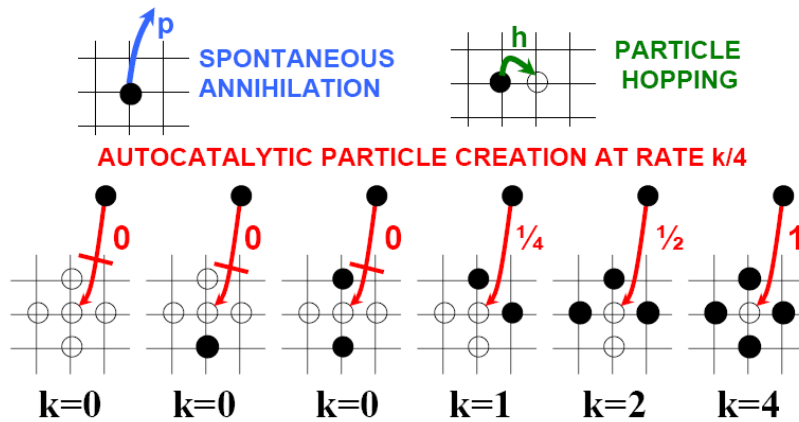 p
SPONTANEOUS
ANNIHILATION
h
PARTICLE
HOPPING
AUTOCATALYTIC PARTICLE CREATION AT RATE k/4
0 0 0 ¼ ½ 1
k=0 k=0 k=0 k=1 k=2 k=4